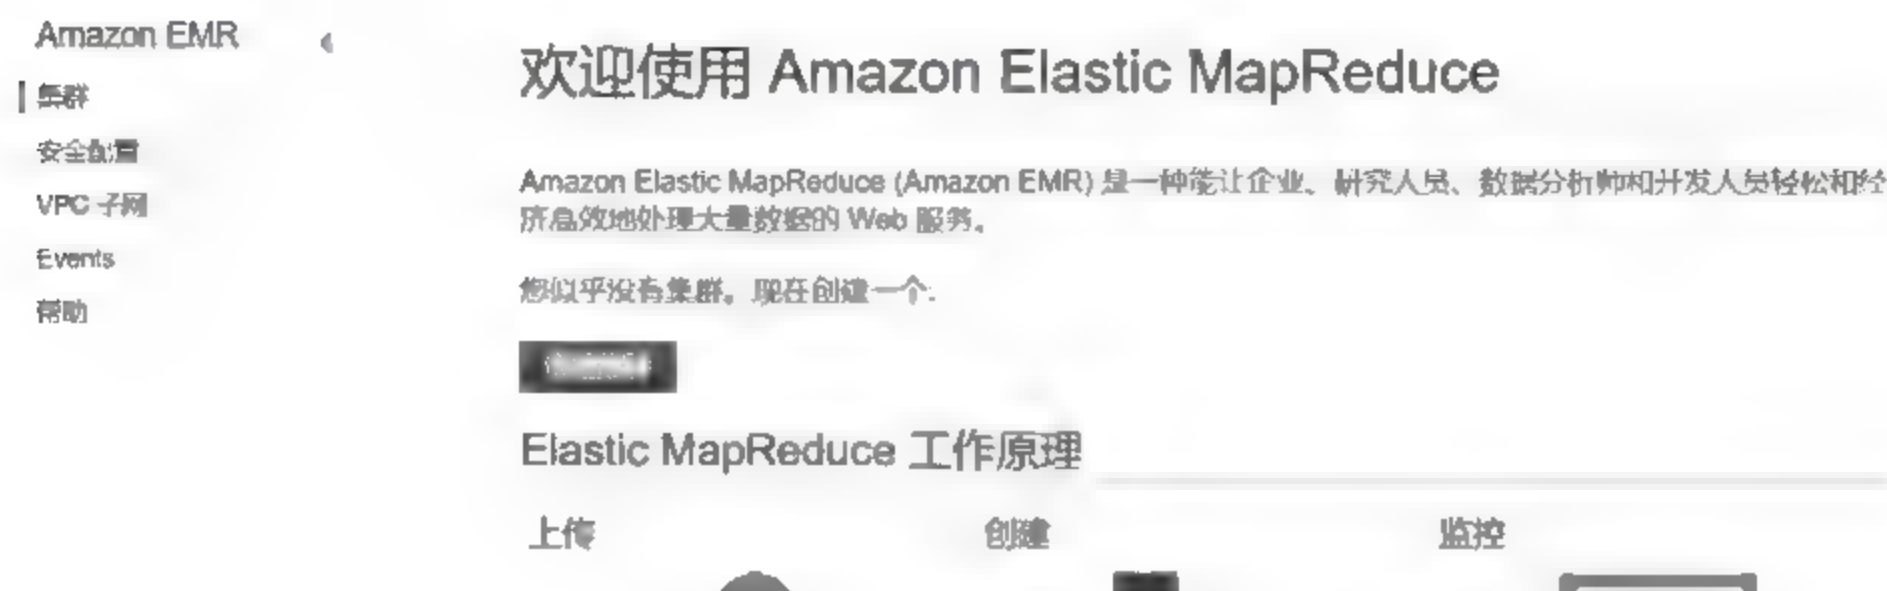 Amazon EMR
集群
安全配置
VPC 子网
Events
帮助
欢迎使用 Amazon Elastic MapReduce
Amazon Elastic MapReduce (Amazon EMR) 是一种能让企业、研究人员、数据分析师和开发人员轻松和经
济高效地处理大量数据的 Web 服务。
您似乎没有集群。现在创建一个.
Elastic MapReduce 工作原理
上传
创建
监控